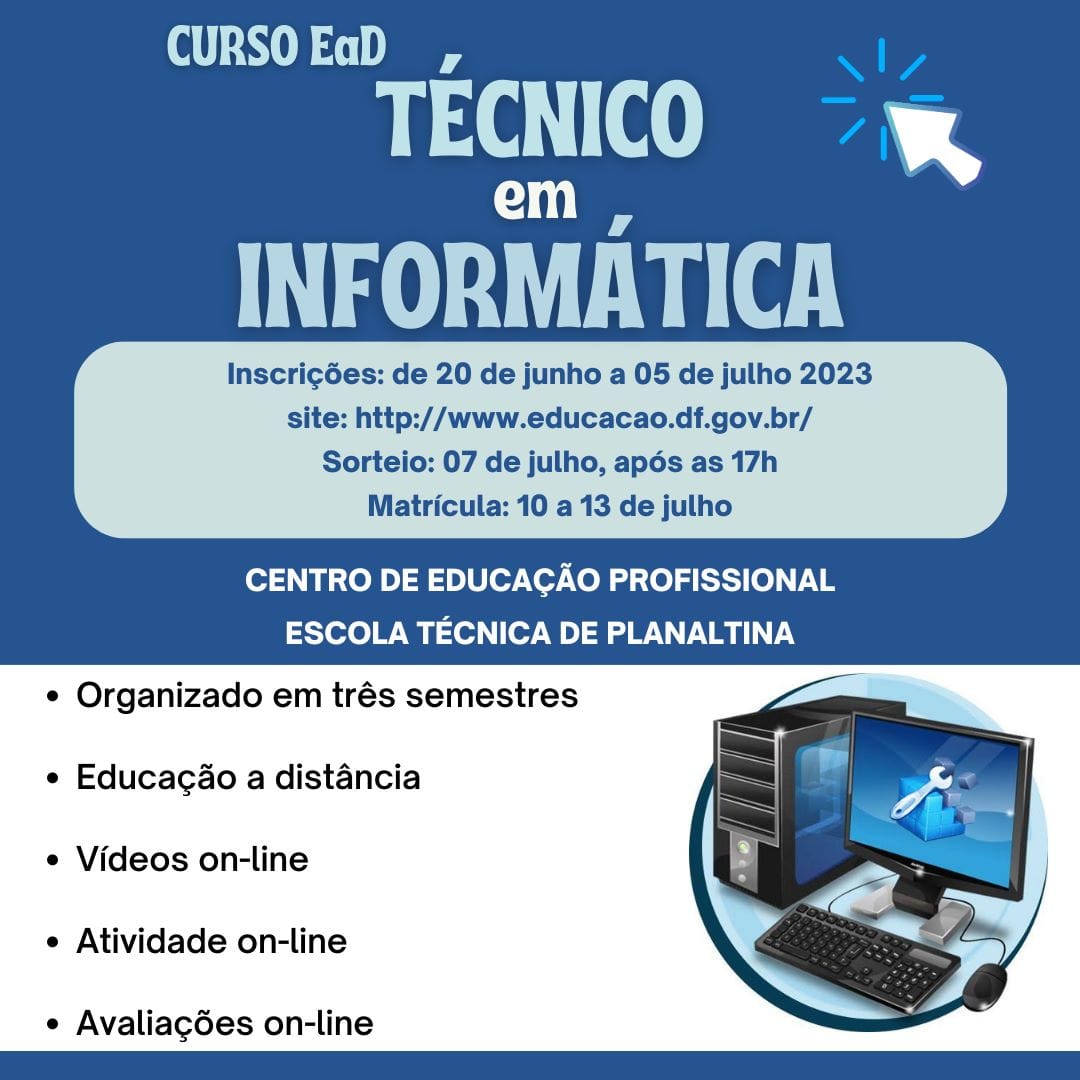 CURSO EaD
TÉCNICO
em
INFORMÁTICA
Inscrições: de 20 de junho a 05 de julho 2023
site: http://www.educacao.df.gov.br/
Sorteio: 07 de julho, após as 17h
Matrícula: 10 a 13 de julho
CENTRO DE EDUCAÇÃO PROFISSIONAL
ESCOLA TÉCNICA DE PLANALTINA
• Organizado em três semestres
• Educação a distância
• Vídeos on-line
• Atividade on-line
• Avaliações on-line